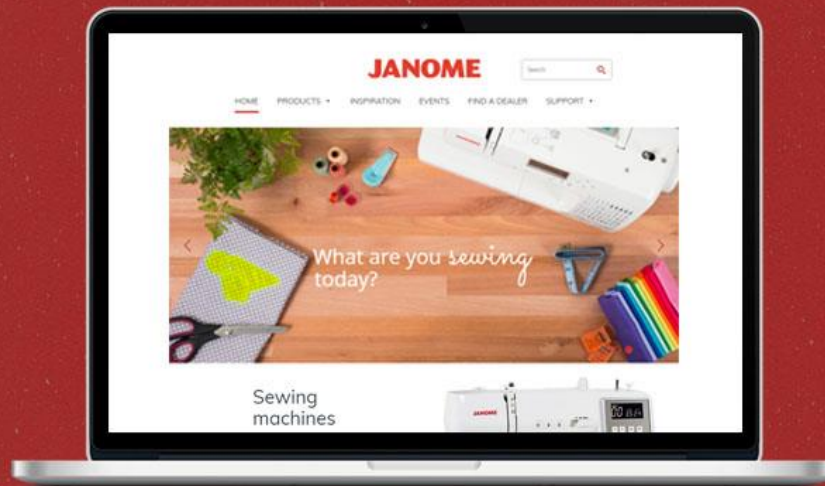 JANOME
Search
HOME PRODUCTS INSPIRATION EVENTS FIND A DEALER SUPPORT
What are you sewing
today?
Sewing
machines
JANOME